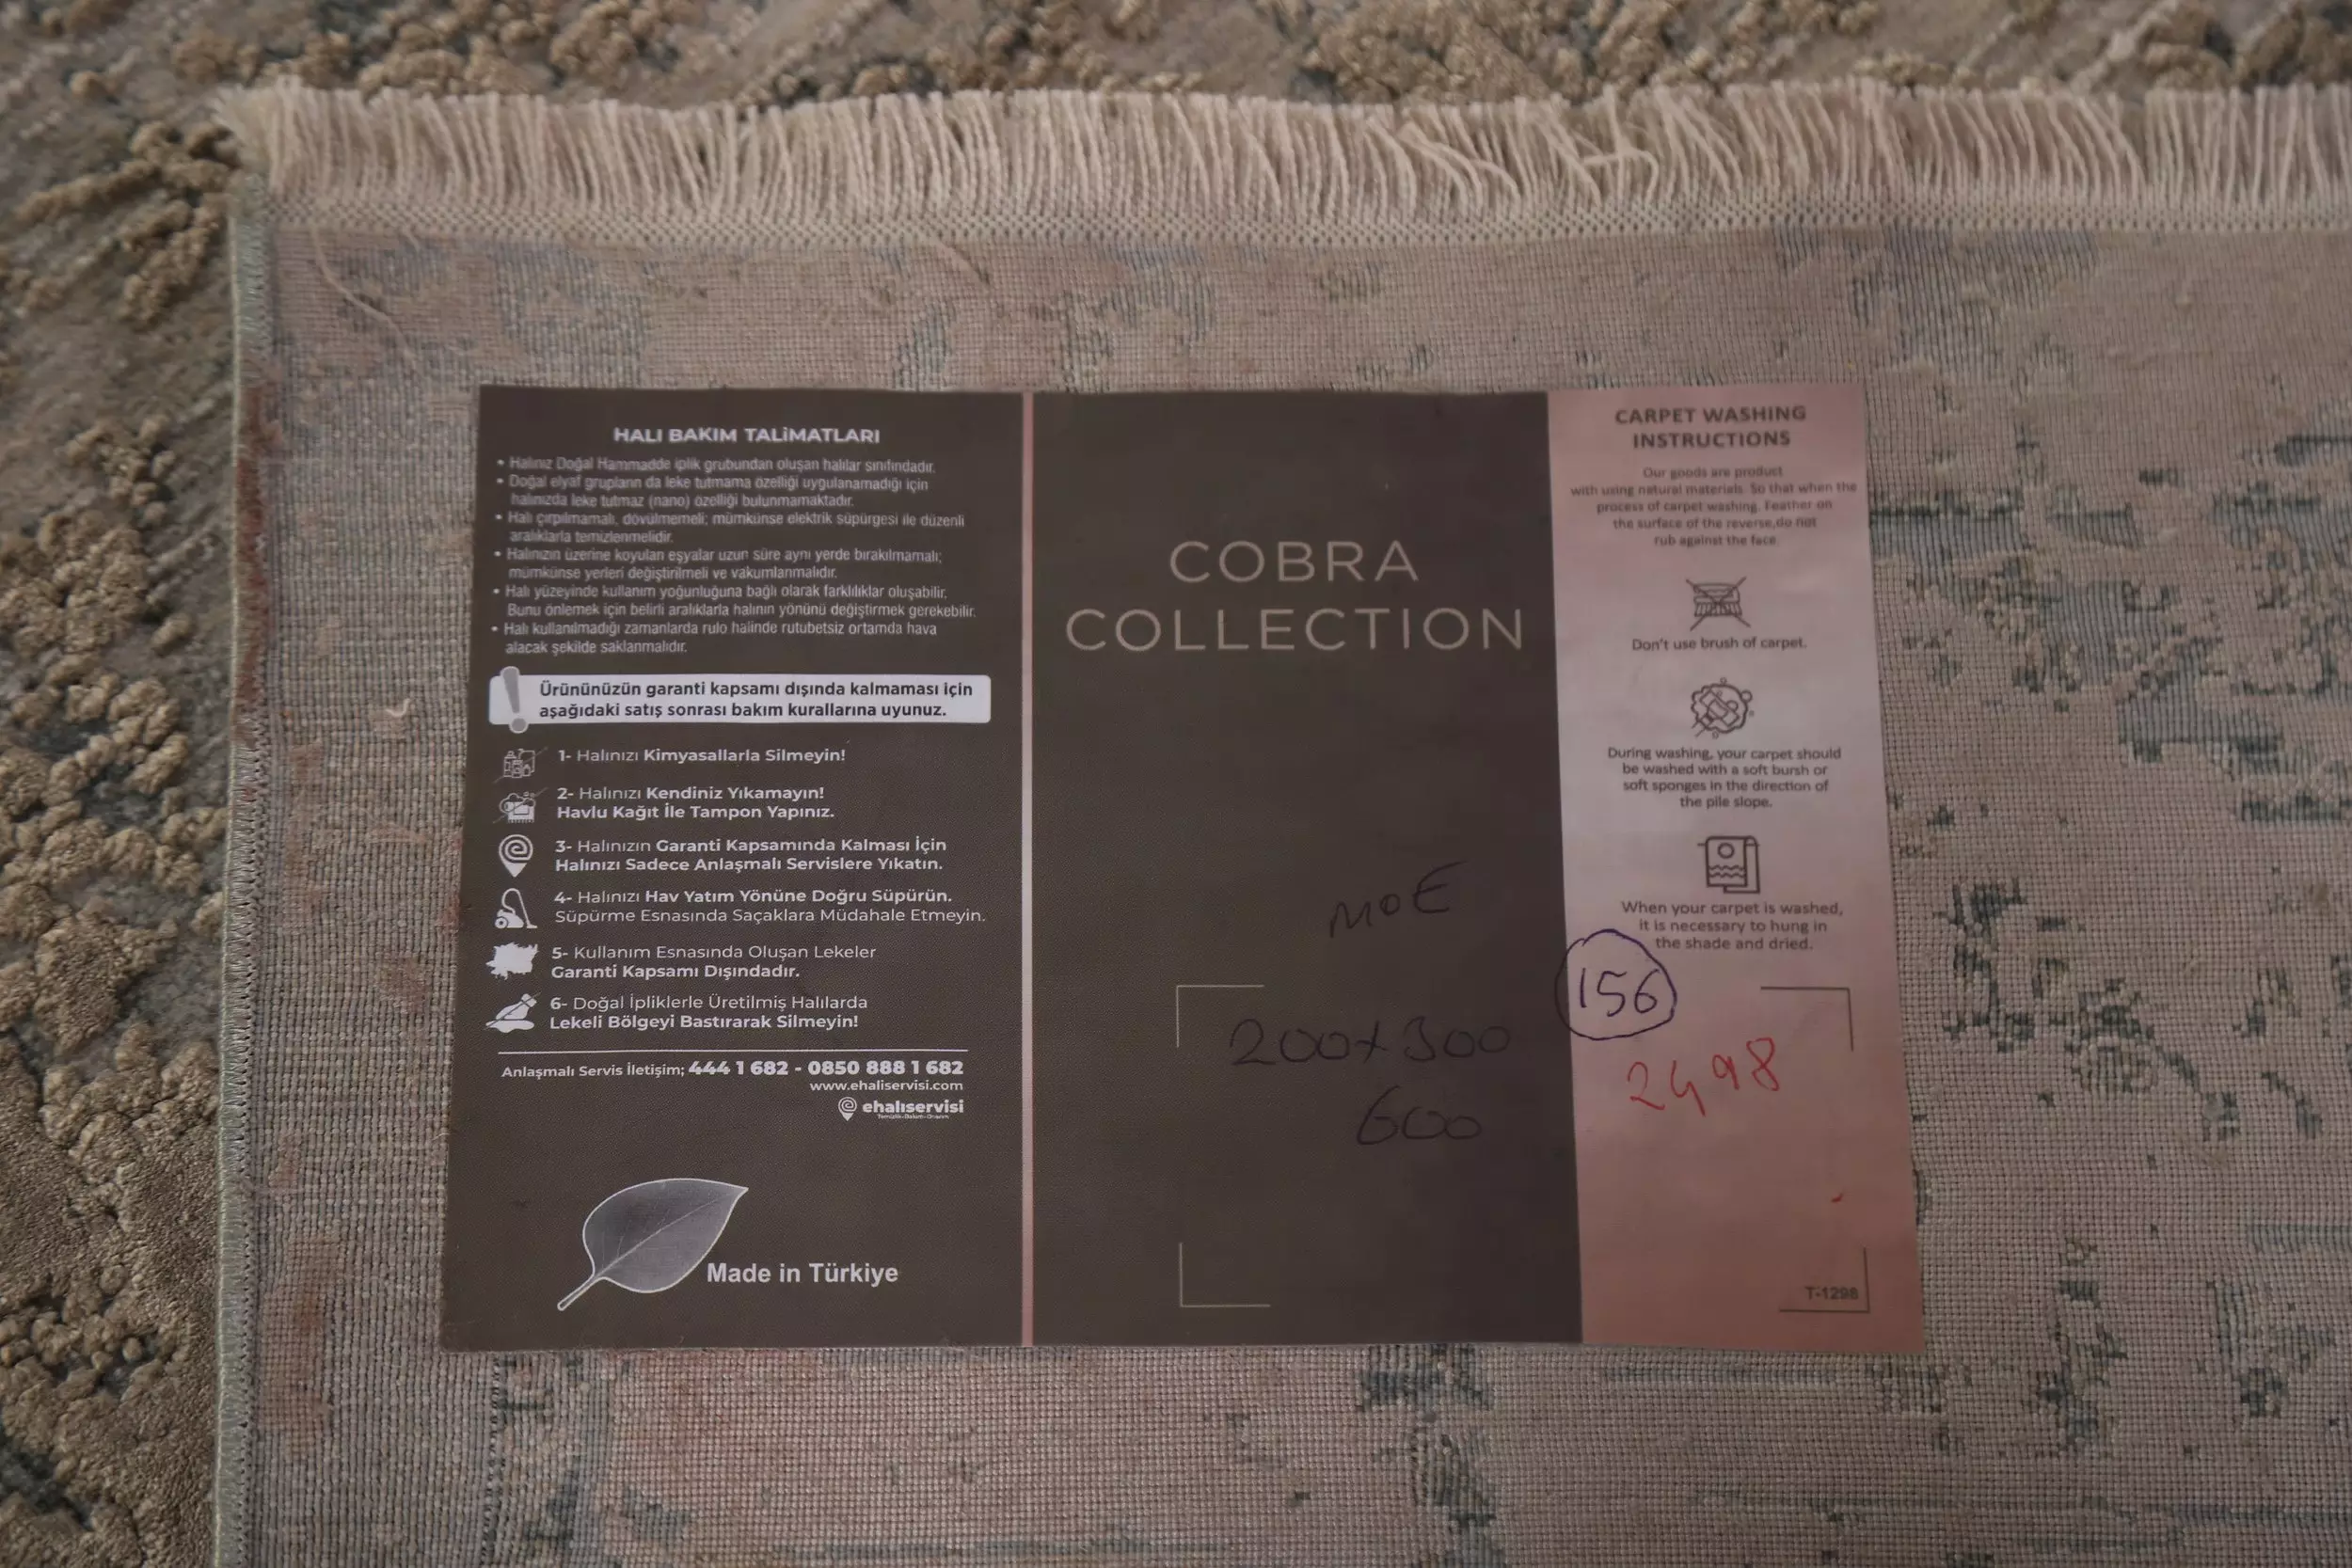 HALI BAKIM TALİMATLARI
• Halınız Doğal Hammadde iplik grubundan oluşan halılar sınıfındadır.
• Doğal elyaf grupların da leke tutmama özelliği uygulanamadığı için
halınızda leke tutmaz (nano) özelliği bulunmamaktadır.
• Halı çırpılmamalı, dövülmemeli; mümkünse elektrik süpürgesi ile düzenli
aralıklarla temizlenmelidir.
• Halınızın üzerine koyulan eşyalar uzun süre aynı yerde bırakılmamalı;
mümkünse yerleri değiştirilmeli ve vakumlanmalıdır.
• Halı yüzeyinde kullanım yoğunluğuna bağlı olarak farklılıklar oluşabilir.
Bunu önlemek için belirli aralıklarla halının yönünü değiştirmek gerekebilir.
• Halı kullanılmadığı zamanlarda rulo halinde rutubetsiz ortamda hava
alacak şekilde saklanmalıdır.
Ürününüzün garanti kapsamı dışında kalmaması için
aşağıdaki satış sonrası bakım kurallarına uyunuz.
1- Halınızı Kimyasallarla Silmeyin!
2- Halınızı Kendiniz Yıkamayın!
Havlu Kağıt İle Tampon Yapınız.
3- Halınızın Garanti Kapsamında Kalması İçin
Halınızı Sadece Anlaşmalı Servislere Yıkatın.
4- Halınızı Hav Yatım Yönüne Doğru Süpürün.
Süpürme Esnasında Saçaklara Müdahale Etmeyin.
5- Kullanım Esnasında Oluşan Lekeler
Garanti Kapsamı Dışındadır.
6- Doğal İpliklerle Üretilmiş Halılarda
Lekeli Bölgeyi Bastırarak Silmeyin!
Anlaşmalı Servis İletişim; 444 1 682 - 0850 888 1 682
www.ehaliservisi.com
ehalıservisi
Made in Türkiye
COBRA
COLLECTION
MOE
200x300
600
CARPET WASHING
INSTRUCTIONS
Our goods are product
with using natural materials. So that when the
process of carpet washing. Feather on
the surface of the reverse,do not
rub against the face.
Don't use brush of carpet.
During washing, your carpet should
be washed with a soft bursh or
soft sponges in the direction of
the pile slope.
When your carpet is washed,
it is necessary to hung in
the shade and dried.
156
2498
T-1298